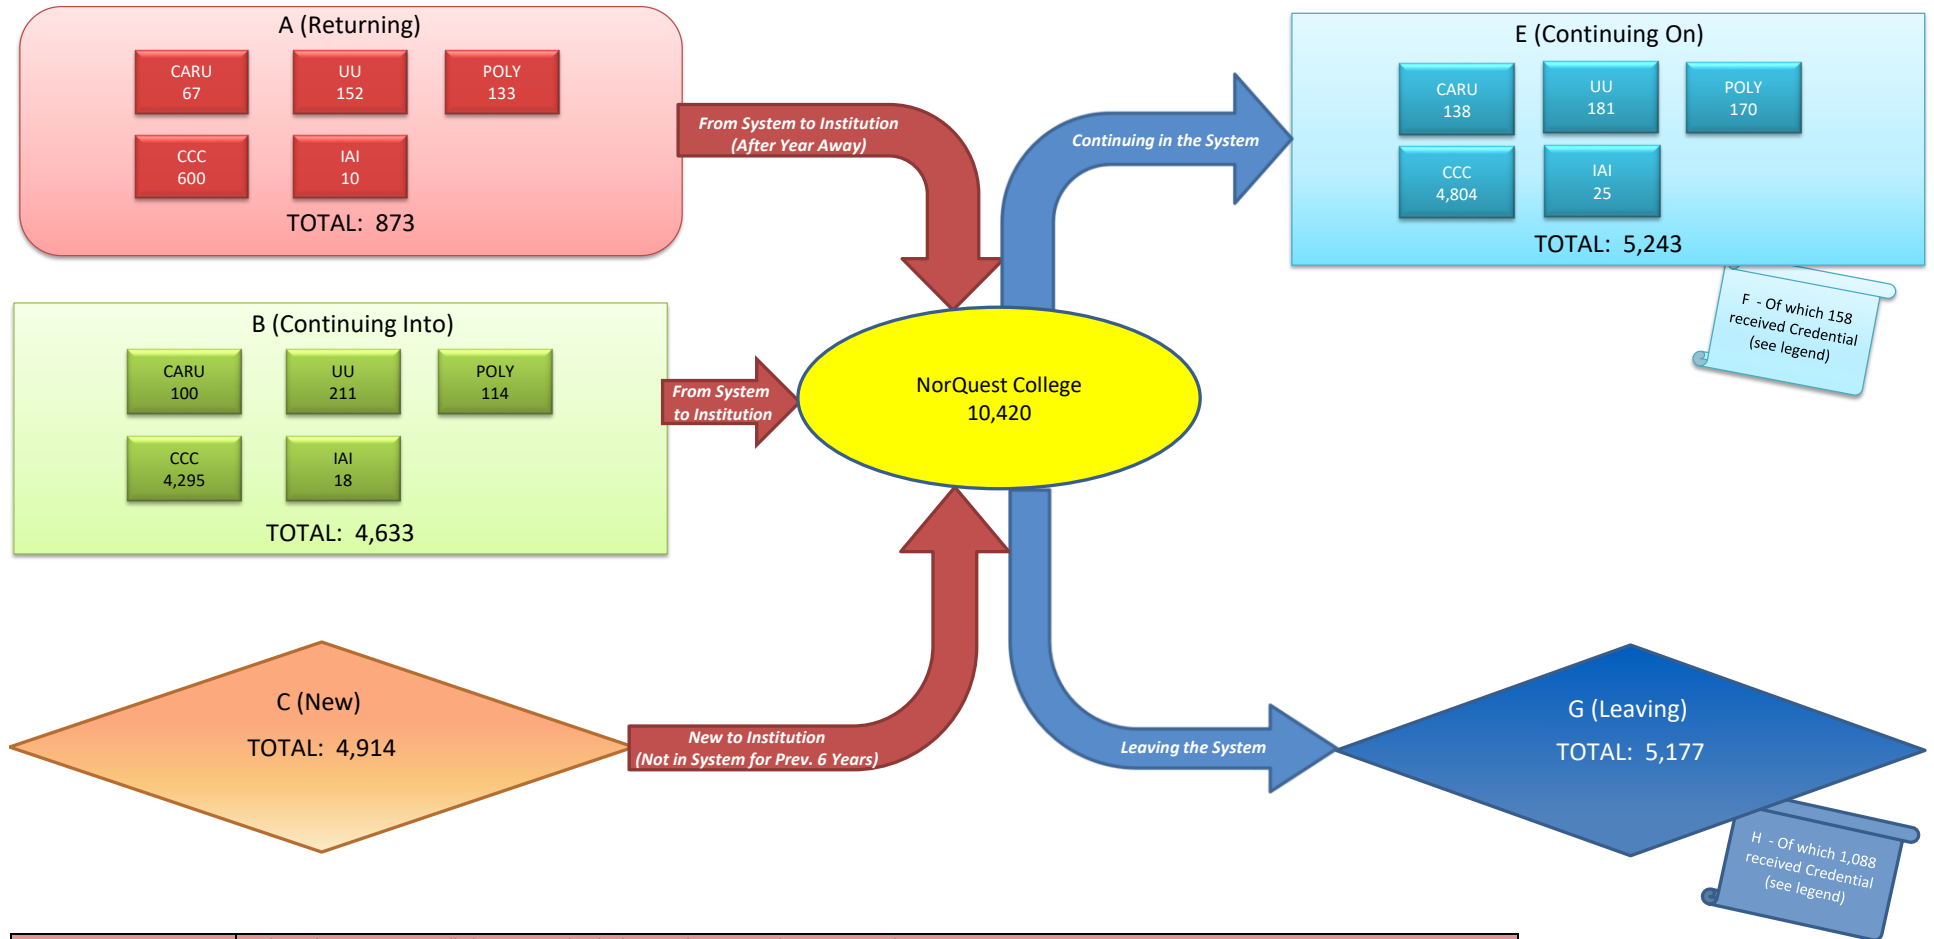 A (Returning)
CARU
67
UU
152
POLY
133
CCC
600
IAI
10
TOTAL: 873
From System to Institution
(After Year Away)
B (Continuing Into)
CARU
100
UU
211
POLY
114
CCC
4,295
IAI
18
TOTAL: 4,633
From System
to Institution
C (New)
TOTAL: 4,914
New to Institution
(Not in System for Prev. 6 Years)
NorQuest College
10,420
Continuing in the System
E (Continuing On)
CARU
138
UU
181
POLY
170
CCC
4,804
IAI
25
TOTAL: 5,243
F - Of which 158
received Credential
(see legend)
Leaving the System
G (Leaving)
TOTAL: 5,177
H - Of which 1,088
received Credential
(see legend)